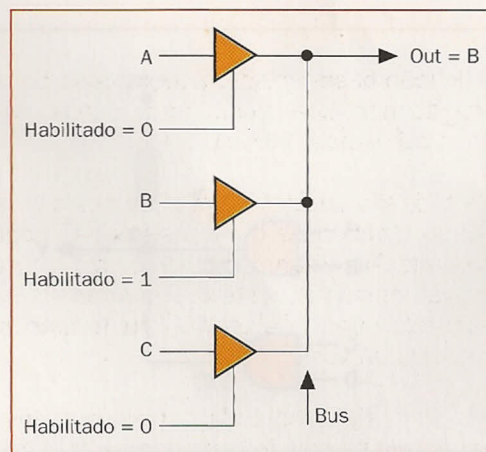 A
Out = B
Habilitado = 0
B
Habilitado = 1
C
Bus
Habilitado = 0